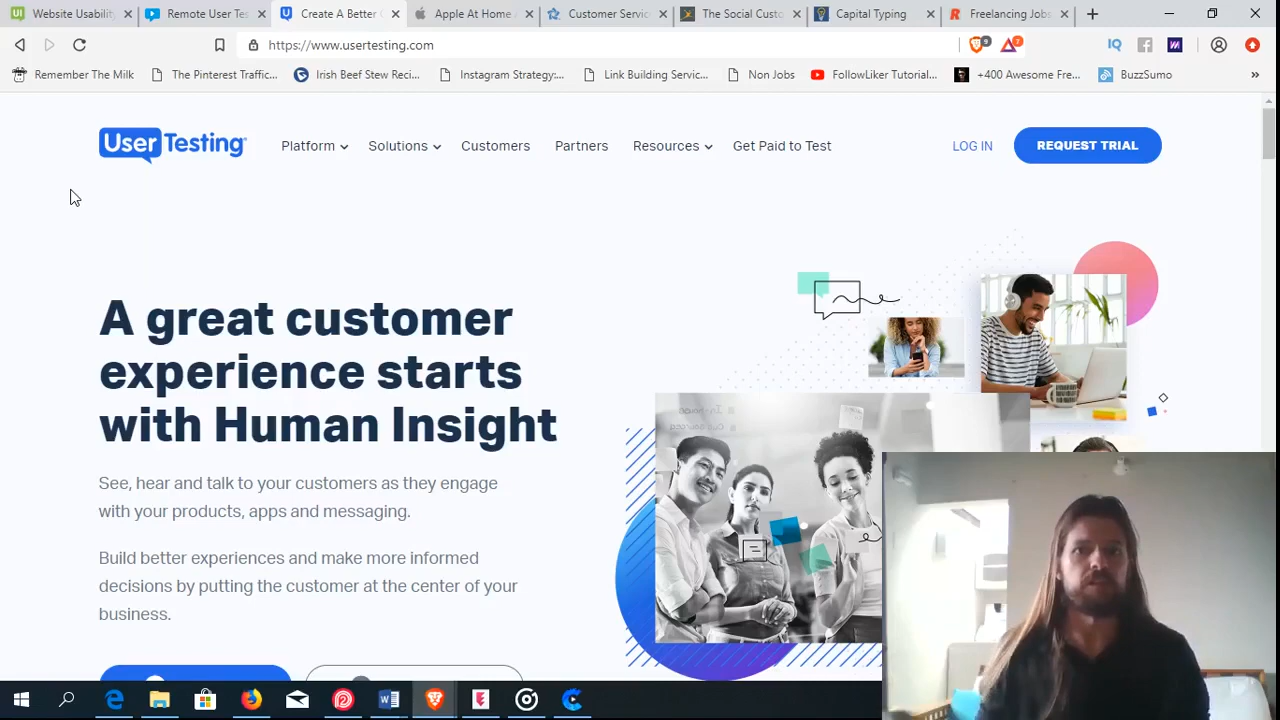 Website Usability
Remote User Tes
Create A Better C
Apple At Home A
Customer Servic
The Social Custo
Capital Typing
Freelancing Jobs
https://www.usertesting.com
9
7
IQ
Remember The Milk
The Pinterest Traffic...
Irish Beef Stew Reci...
Instagram Strategy:...
Link Building Servic...
Non Jobs
FollowLiker Tutorial...
+400 Awesome Fre...
BuzzSumo
»
UserTesting
Platform
Solutions
Customers
Partners
Resources
Get Paid to Test
LOG IN
REQUEST TRIAL
A great customer
experience starts
with Human Insight
See, hear and talk to your customers as they engage
with your products, apps and messaging.
Build better experiences and make more informed
decisions by putting the customer at the center of your
business.